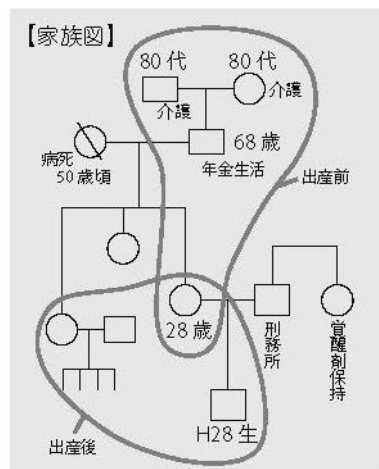 【家族図】
80代
80代
介護
介護
68歳
年金生活
病死
50歳頃
出産前
28歳
刑務所
覚醒剤保持
H28生
出産後